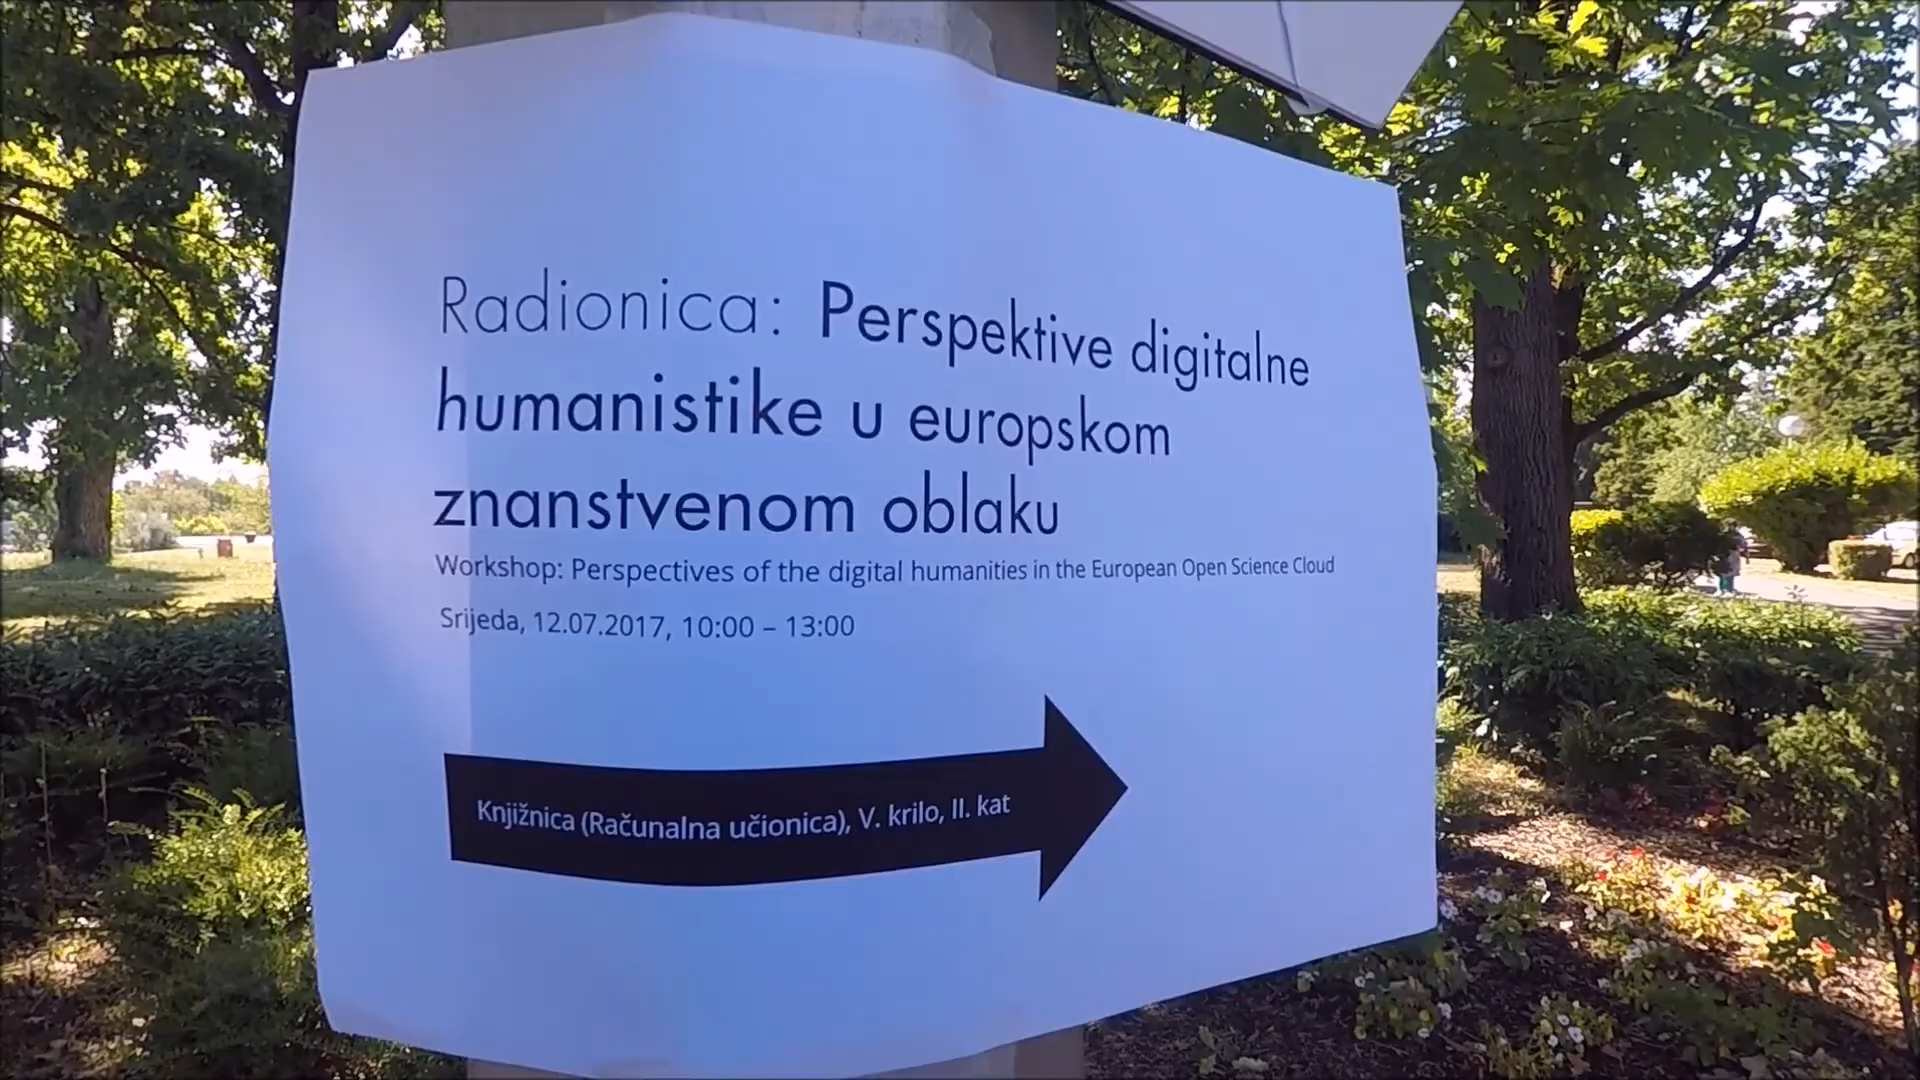 Radionica: Perspektive digitalne
humanistike u europskom
znanstvenom oblaku
Workshop: Perspectives of the digital humanities in the European Open Science Cloud
Srijeda, 12.07.2017, 10:00 – 13:00
Knjižnica (Računalna učionica), V. krilo, II. kat